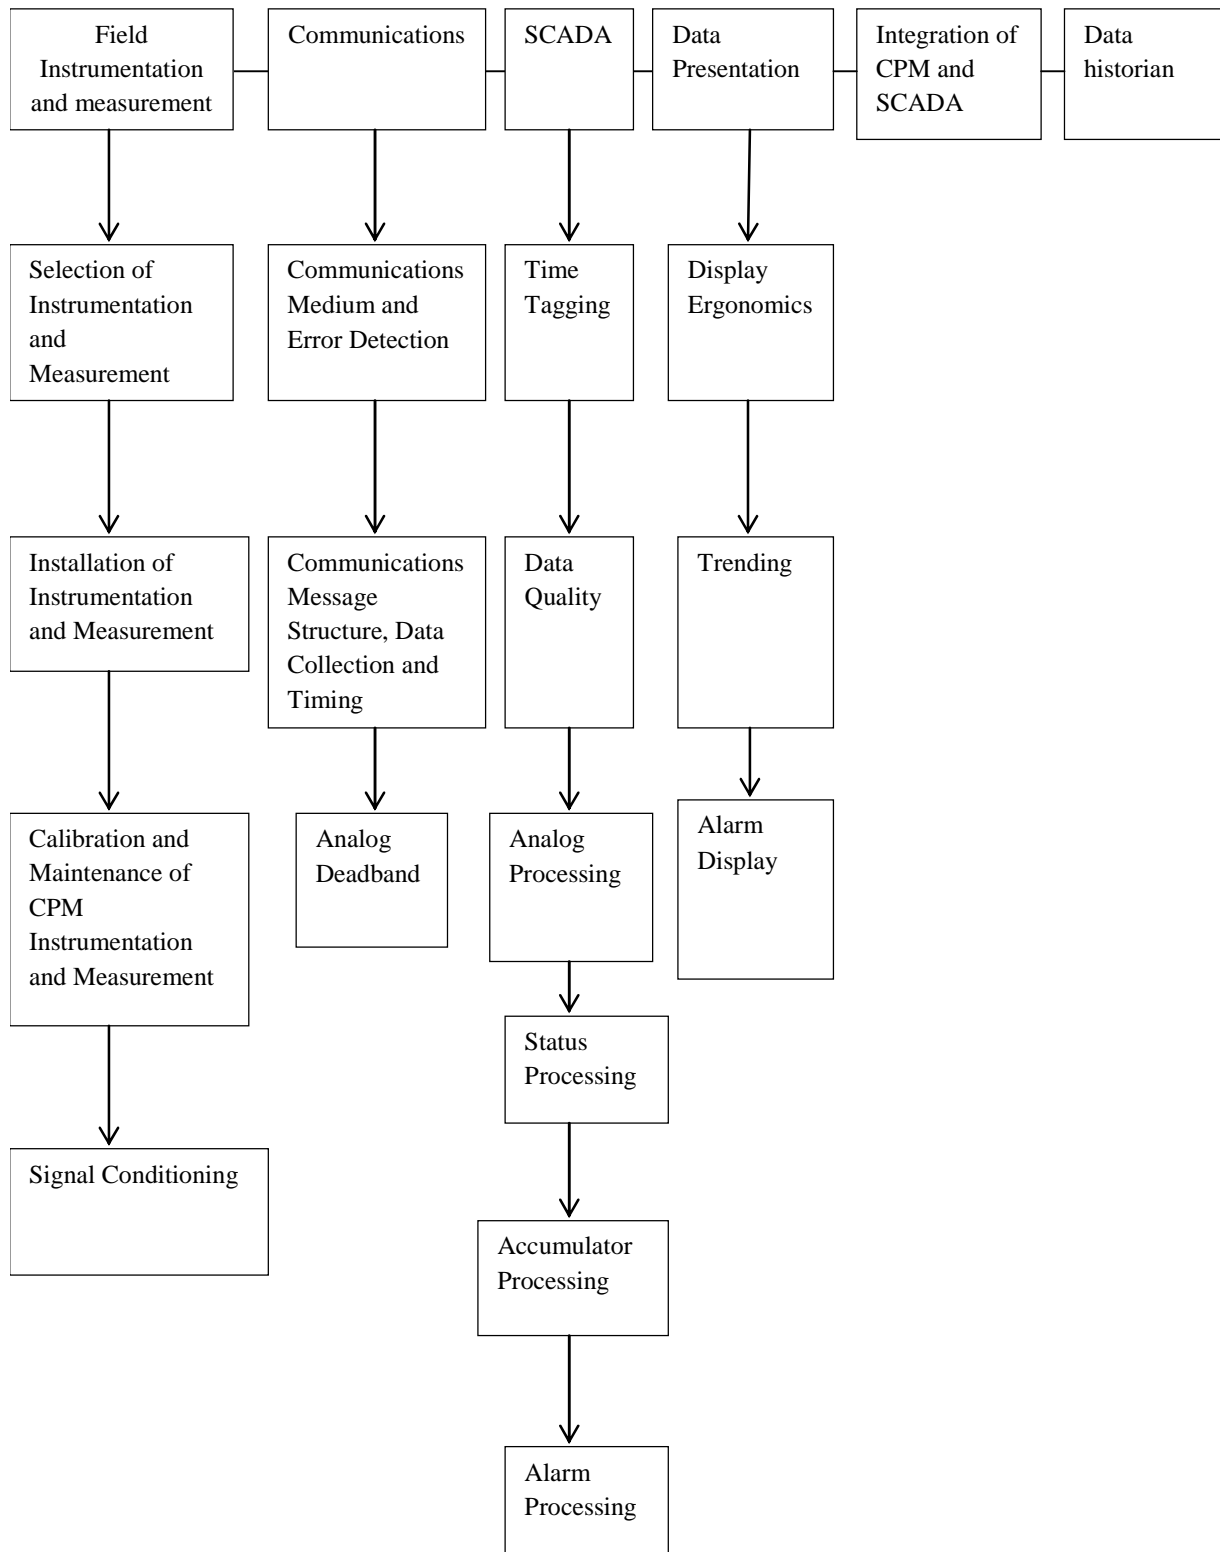 Field
Instrumentation
and measurement
Communications
SCADA
Data
Presentation
Integration of
CPM and
SCADA
Data
historian
Selection of
Instrumentation
and
Measurement
Communications
Medium and
Error Detection
Time
Tagging
Display
Ergonomics
Installation of
Instrumentation
and Measurement
Communications
Message
Structure, Data
Collection and
Timing
Data
Quality
Trending
Calibration and
Maintenance of
CPM
Instrumentation
and Measurement
Analog
Deadband
Analog
Processing
Alarm
Display
Status
Processing
Signal Conditioning
Accumulator
Processing
Alarm
Processing